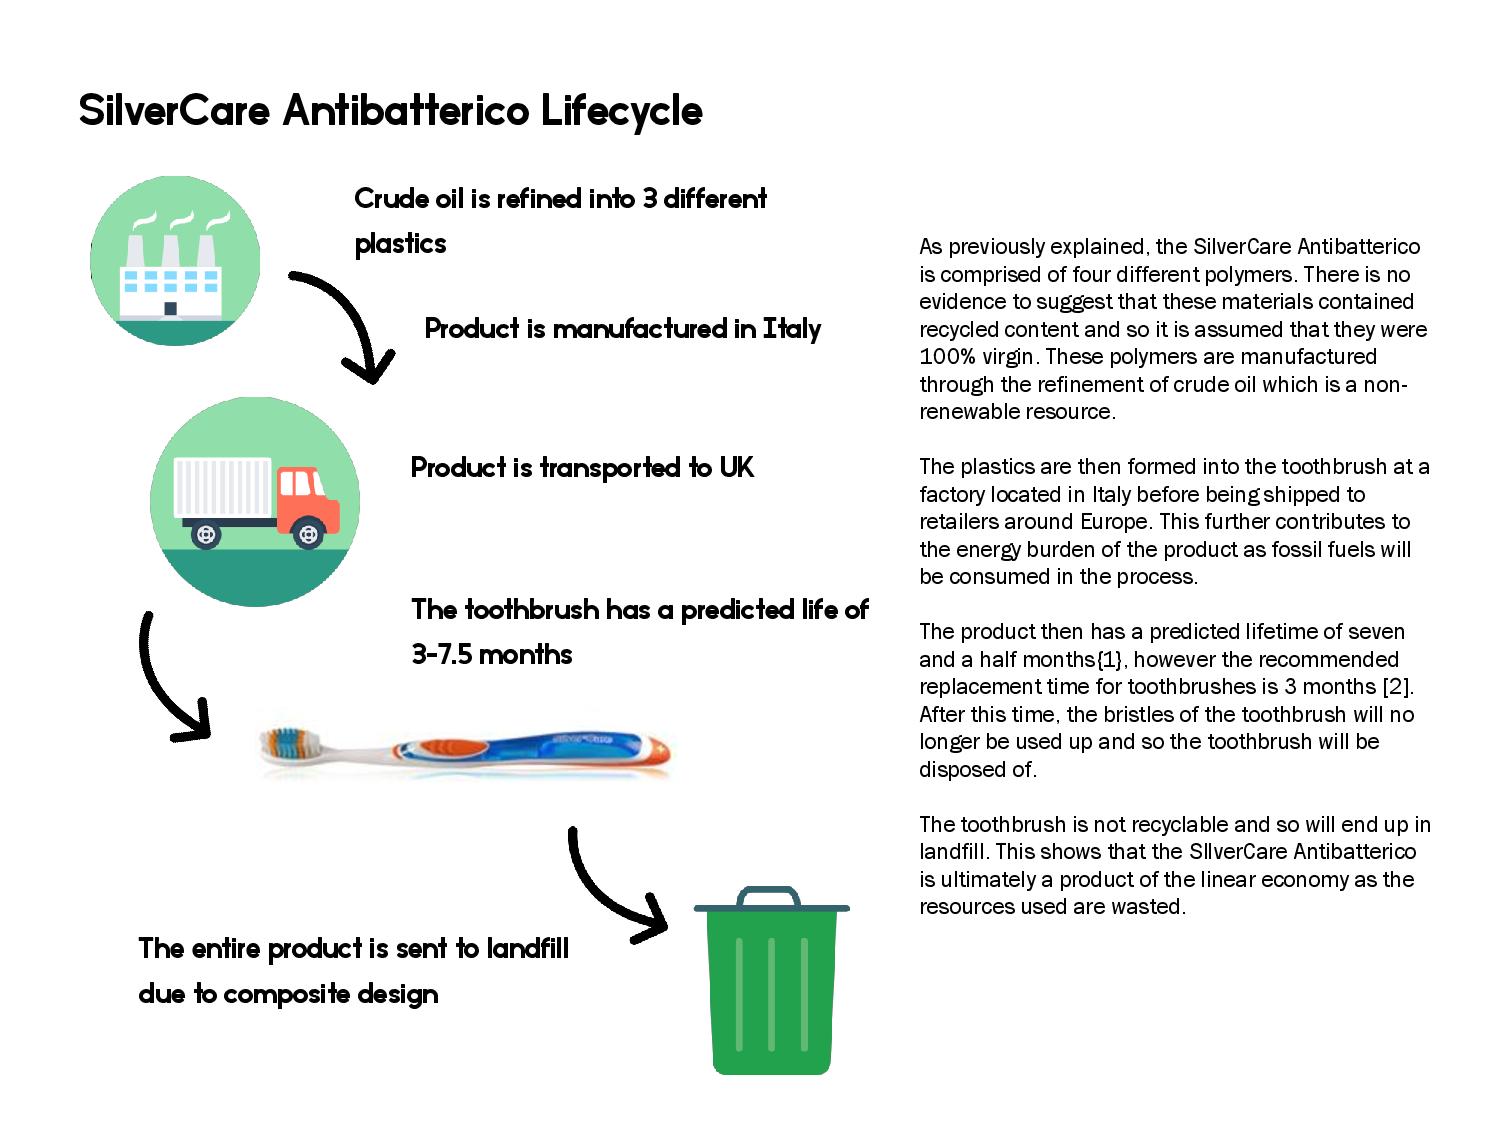 SilverCare Antibatterico Lifecycle
Crude oil is refined into 3 different
plastics
Product is manufactured in Italy
Product is transported to UK
The toothbrush has a predicted life of
3-7.5 months
The entire product is sent to landfill
due to composite design
As previously explained, the SilverCare Antibatterico
is comprised of four different polymers. There is no
evidence to suggest that these materials contained
recycled content and so it is assumed that they were
100% virgin. These polymers are manufactured
through the refinement of crude oil which is a non-
renewable resource.
The plastics are then formed into the toothbrush at a
factory located in Italy before being shipped to
retailers around Europe. This further contributes to
the energy burden of the product as fossil fuels will
be consumed in the process.
The product then has a predicted lifetime of seven
and a half months{1}, however the recommended
replacement time for toothbrushes is 3 months [2].
After this time, the bristles of the toothbrush will no
longer be used up and so the toothbrush will be
disposed of.
The toothbrush is not recyclable and so will end up in
landfill. This shows that the SIlverCare Antibatterico
is ultimately a product of the linear economy as the
resources used are wasted.